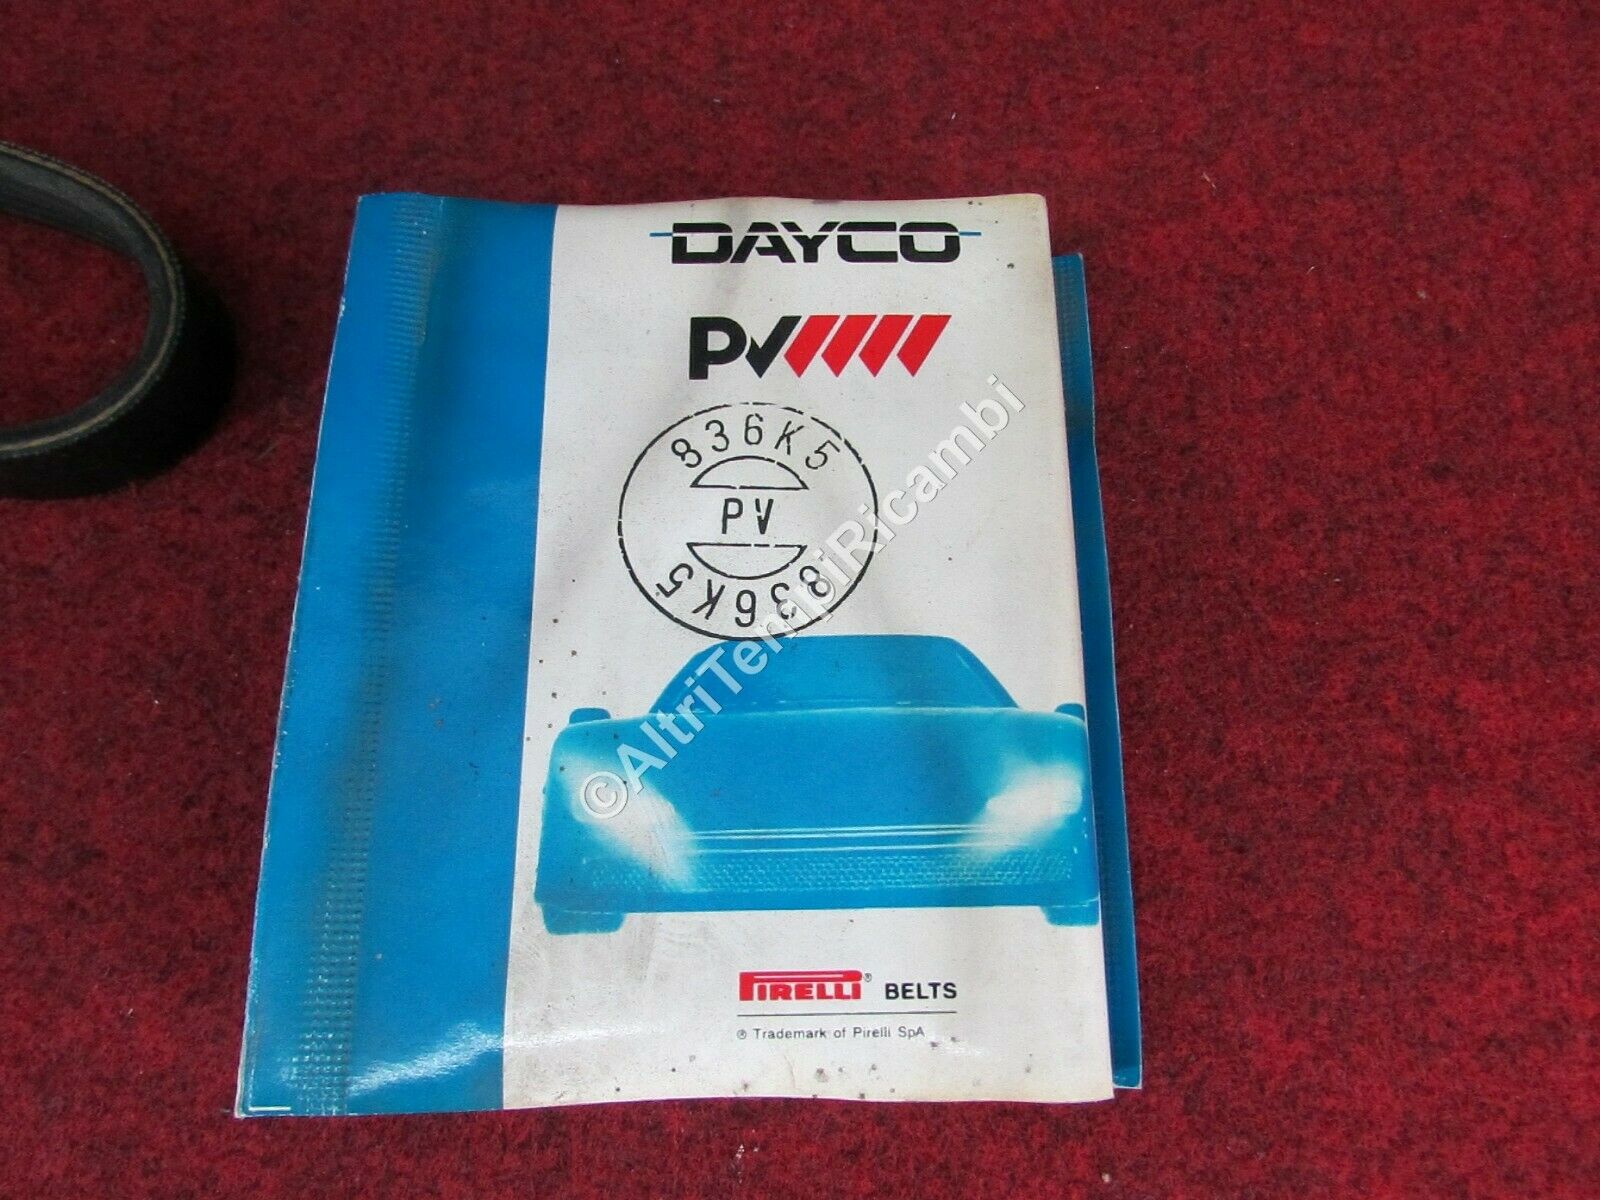 DAYCO
PV
836K5
PV
836K5
©AltriTempiRicambi
PIRELLI® BELTS
® Trademark of Pirelli SpA